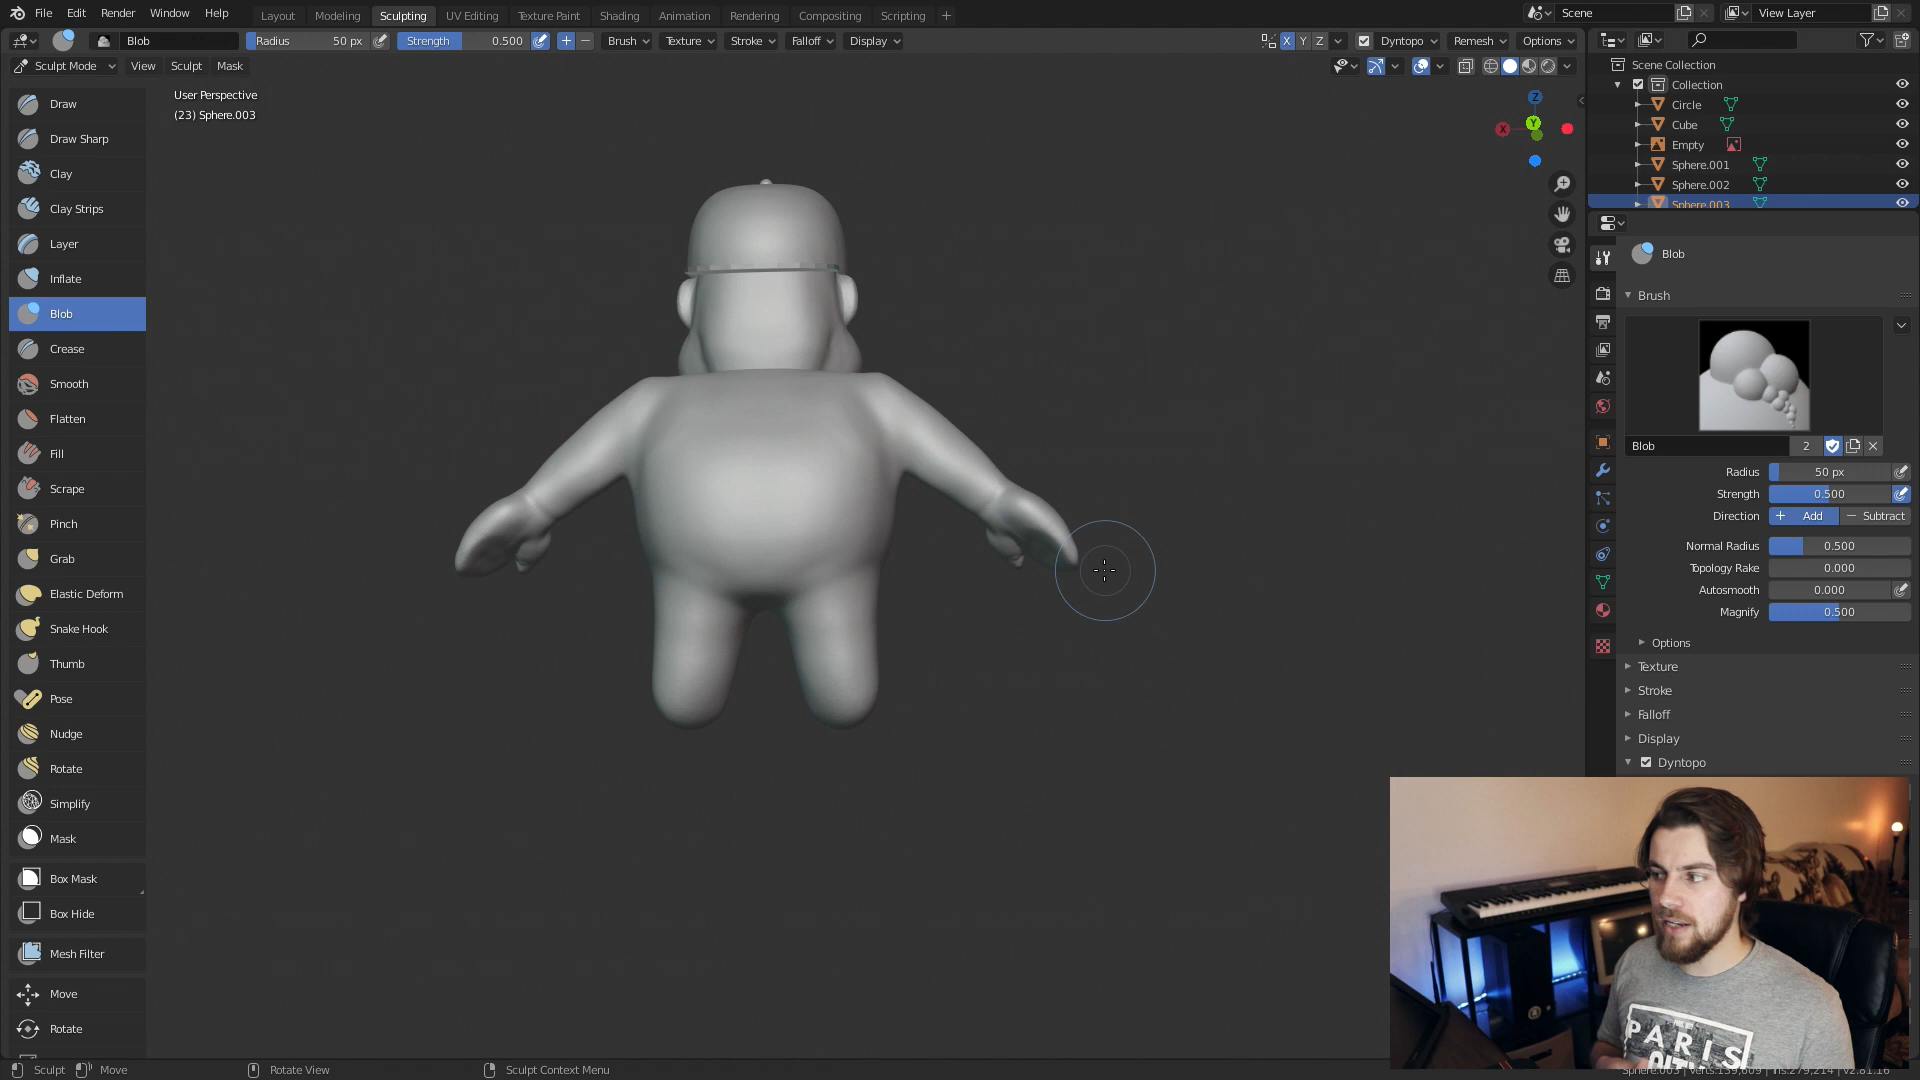 File Edit Render Window Help Layout Modeling Sculpting UV Editing Texture Paint Shading Animation Rendering Compositing Scripting + Scene View Layer
Blob Radius 50 px Strength 0.500 Brush Texture Stroke Falloff Display X Y Z Dyntopo Remesh Options
Sculpt Mode View Sculpt Mask
User Perspective
(23) Sphere.003
Draw
Draw Sharp
Clay
Clay Strips
Layer
Inflate
Blob
Crease
Smooth
Flatten
Fill
Scrape
Pinch
Grab
Elastic Deform
Snake Hook
Thumb
Pose
Nudge
Rotate
Simplify
Mask
Box Mask
Box Hide
Mesh Filter
Move
Rotate
Z
X Y
Scene Collection
Collection
Circle
Cube
Empty
Sphere.001
Sphere.002
Sphere.003
Blob
Brush
Blob 2
Radius 50 px
Strength 0.500
Direction + Add − Subtract
Normal Radius 0.500
Topology Rake 0.000
Autosmooth 0.000
Magnify 0.500
Options
Texture
Stroke
Falloff
Display
Dyntopo
PARIS
Sculpt Move Rotate View Sculpt Context Menu